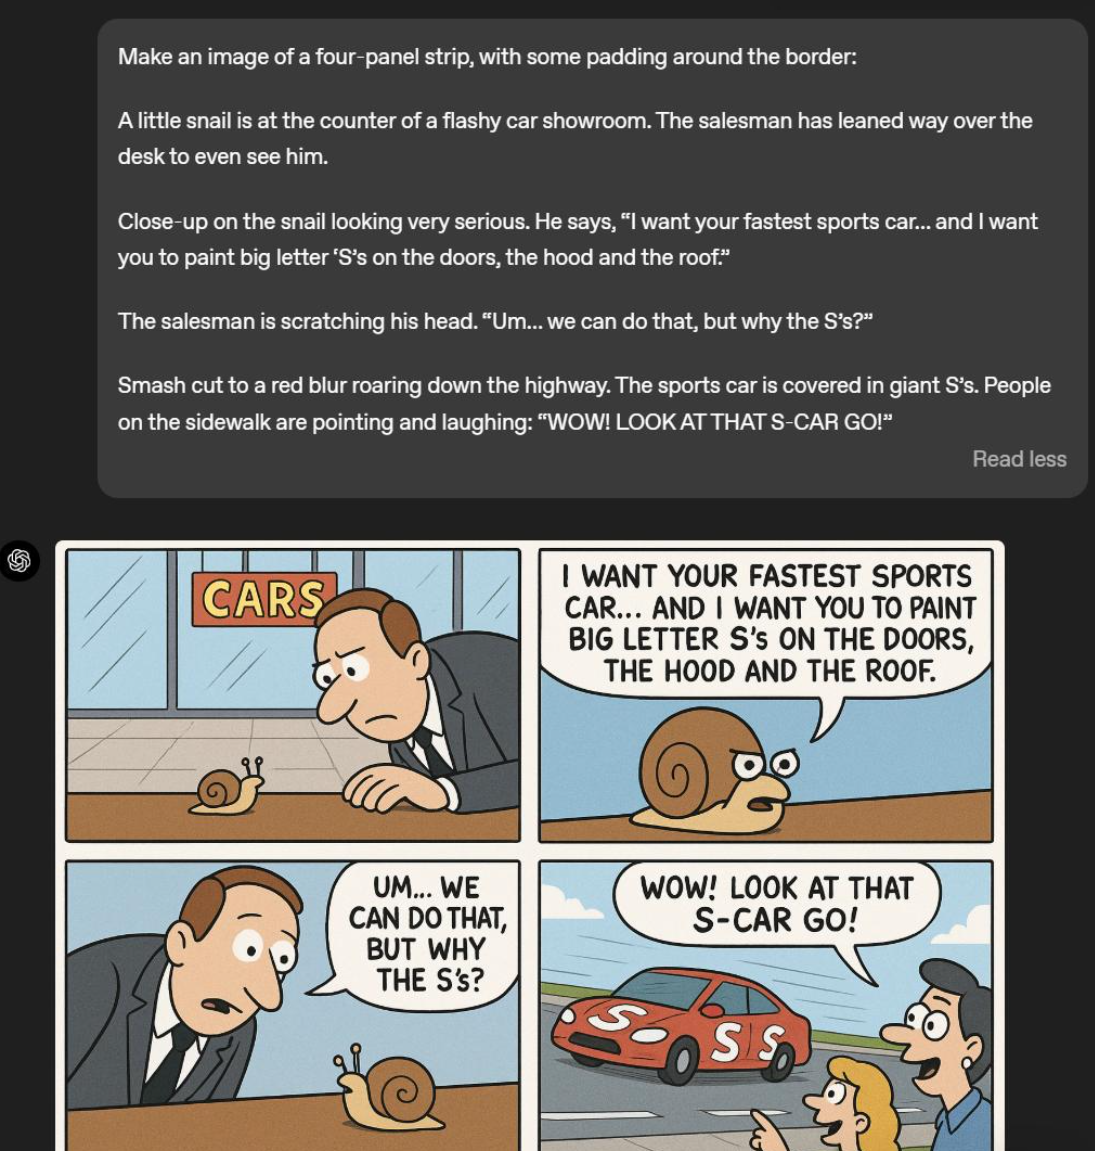 Make an image of a four-panel strip, with some padding around the border:
A little snail is at the counter of a flashy car showroom. The salesman has leaned way over the
desk to even see him.
Close-up on the snail looking very serious. He says, “I want your fastest sports car... and I want
you to paint big letter ‘S’s on the doors, the hood and the roof.”
The salesman is scratching his head. “Um... we can do that, but why the S’s?”
Smash cut to a red blur roaring down the highway. The sports car is covered in giant S’s. People
on the sidewalk are pointing and laughing: “WOW! LOOK AT THAT S-CAR GO!”
Read less
CARS
I WANT YOUR FASTEST SPORTS
CAR... AND I WANT YOU TO PAINT
BIG LETTER S's ON THE DOORS,
THE HOOD AND THE ROOF.
UM... WE
CAN DO THAT,
BUT WHY
THE S's?
WOW! LOOK AT THAT
S-CAR GO!
S S S